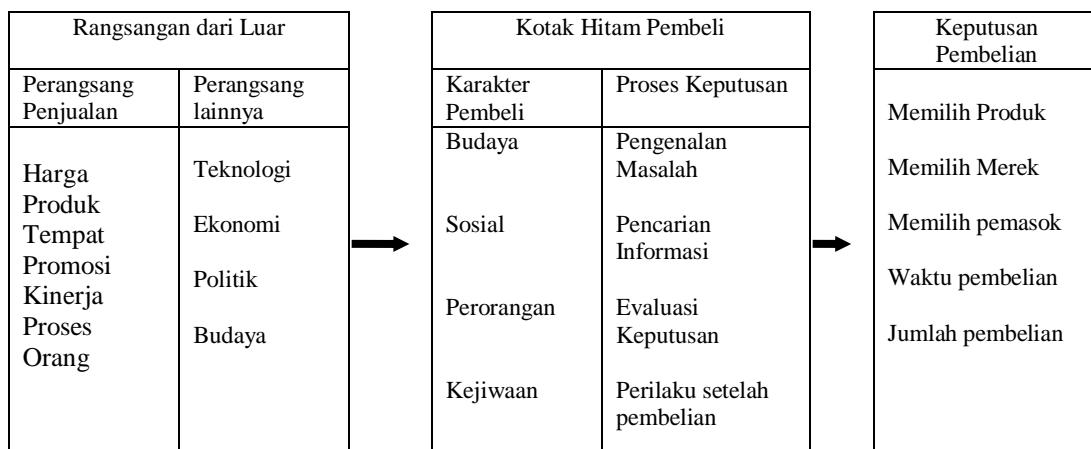 Rangsangan dari Luar
Perangsang
Penjualan
Perangsang
lainnya
Harga
Produk
Tempat
Promosi
Kinerja
Proses
Orang
Teknologi
Ekonomi
Politik
Budaya
Kotak Hitam Pembeli
Karakter
Pembeli
Proses Keputusan
Budaya
Sosial
Perorangan
Kejiwaan
Pengenalan
Masalah
Pencarian
Informasi
Evaluasi
Keputusan
Perilaku setelah
pembelian
Keputusan
Pembelian
Memilih Produk
Memilih Merek
Memilih pemasok
Waktu pembelian
Jumlah pembelian